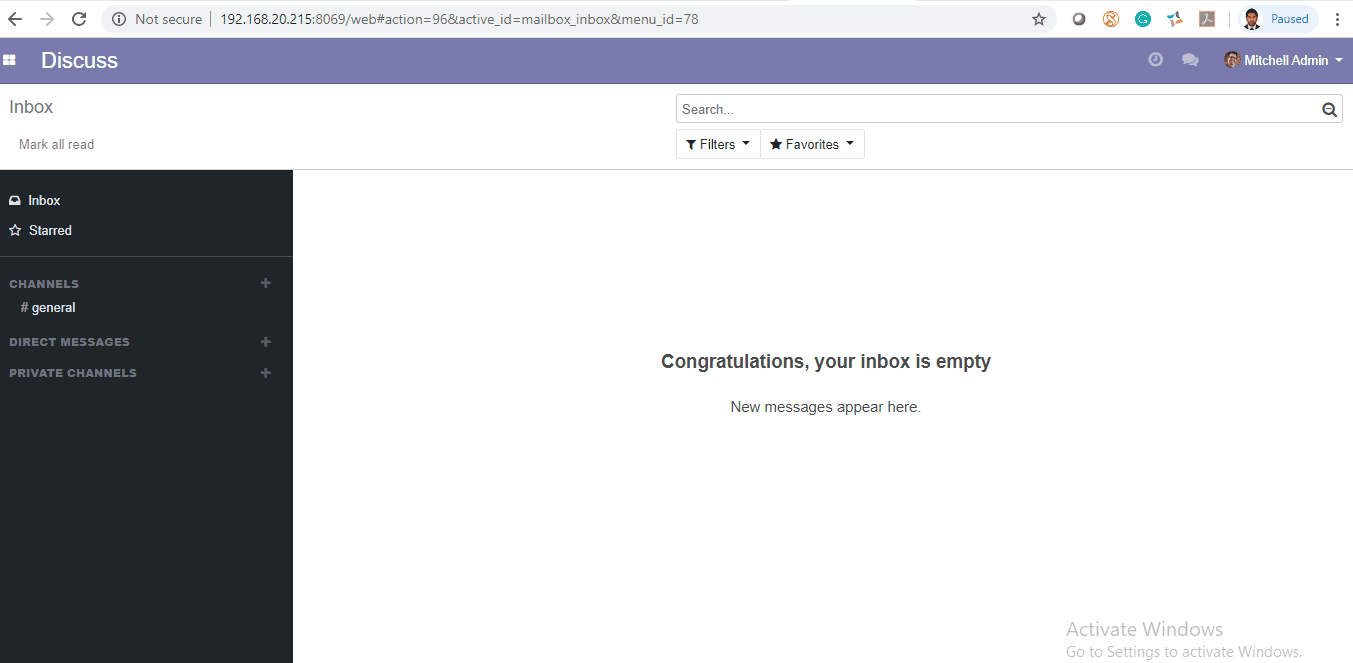 Not secure | 192.168.20.215:8069/web#action=96&active_id=mailbox_inbox&menu_id=78 Paused
Discuss Mitchell Admin
Inbox Search...
Mark all read Filters Favorites
Inbox
Starred
CHANNELS +
# general
DIRECT MESSAGES +
PRIVATE CHANNELS +
Congratulations, your inbox is empty
New messages appear here.
Activate Windows
Go to Settings to activate Windows.